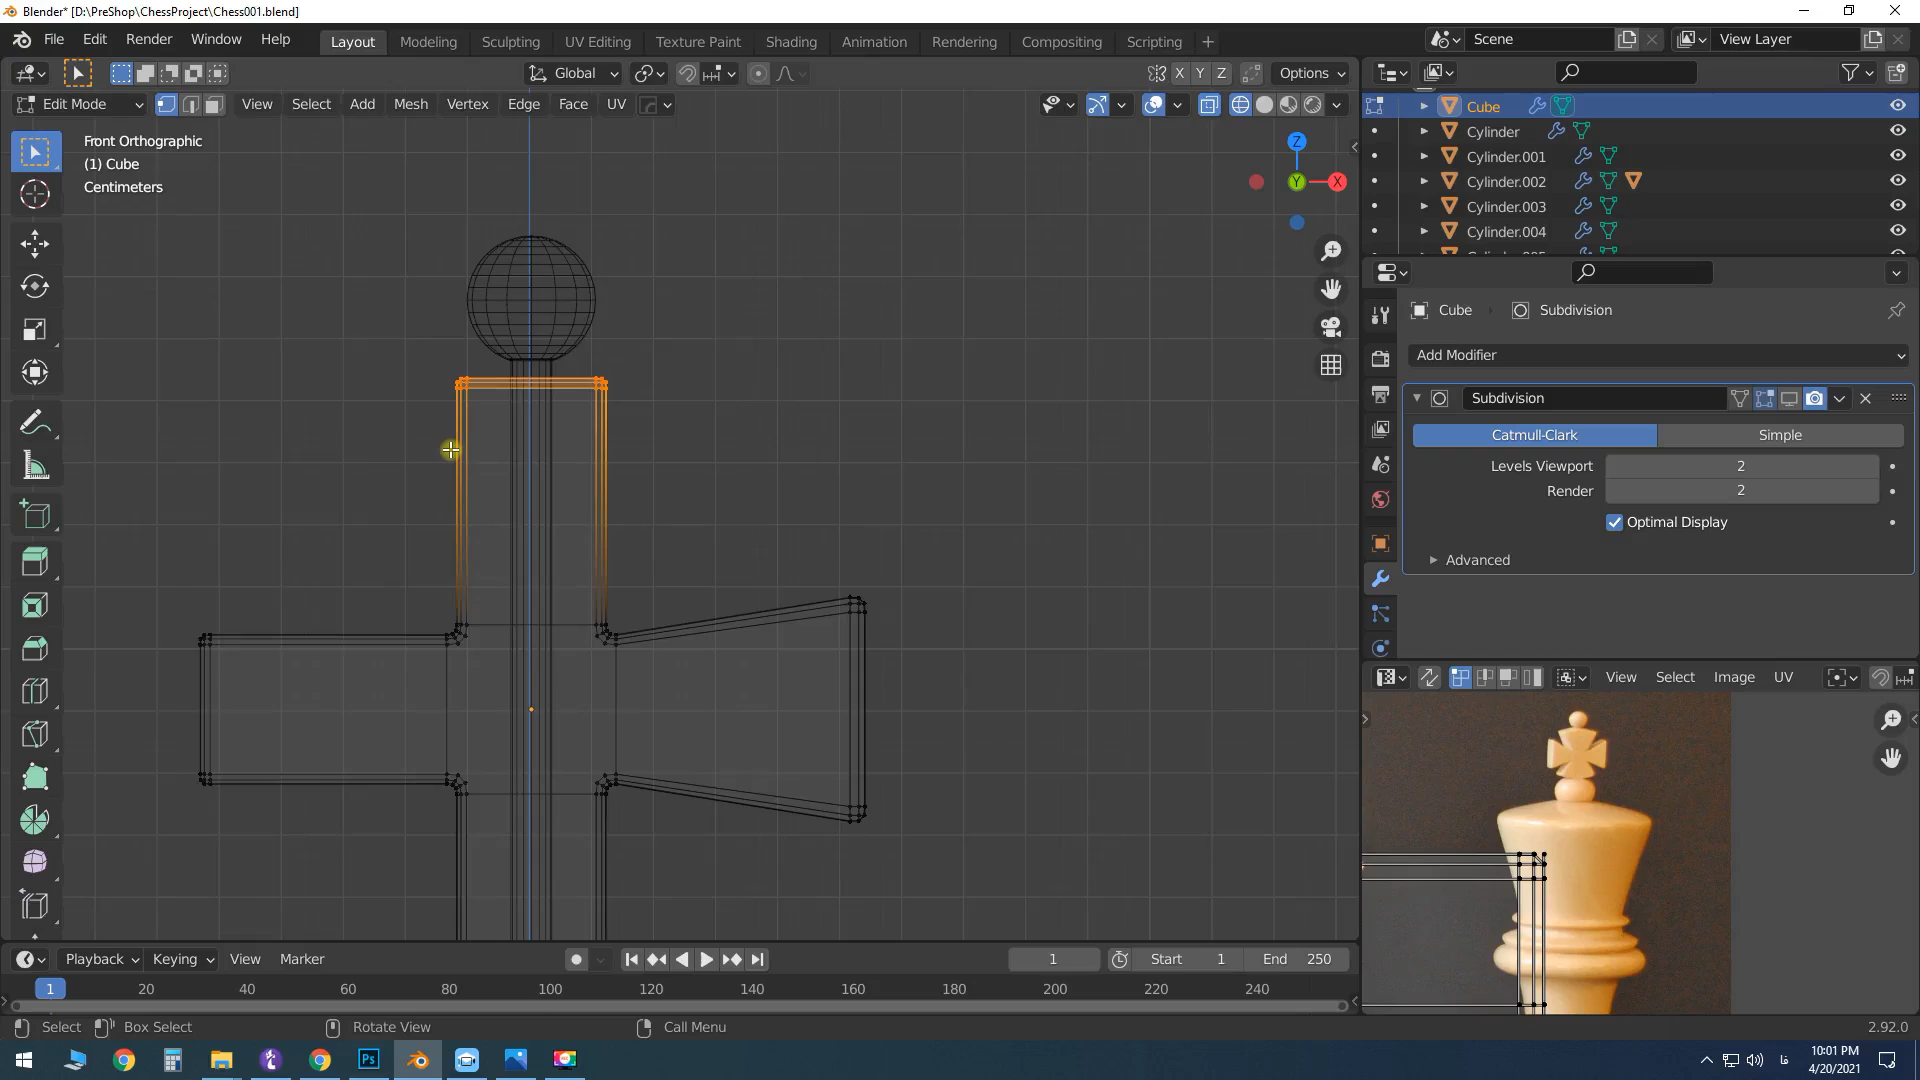 Blender* [D:\PreShop\ChessProject\Chess001.blend]
File Edit Render Window Help Layout Modeling Sculpting UV Editing Texture Paint Shading Animation Rendering Compositing Scripting + Scene View Layer
Global X Y Z Options
Edit Mode View Select Add Mesh Vertex Edge Face UV
Front Orthographic
(1) Cube
Centimeters
Z
Y
X
Cube
Cylinder
Cylinder.001
Cylinder.002
Cylinder.003
Cylinder.004
Cube > Subdivision
Add Modifier
Subdivision
Catmull-Clark Simple
Levels Viewport 2
Render 2
Optimal Display
Advanced
View Select Image UV
Playback Keying View Marker 1 Start 1 End 250
1 20 40 60 80 100 120 140 160 180 200 220 240
Select Box Select Rotate View Call Menu 2.92.0
Ps
فا
10:01 PM
4/20/2021